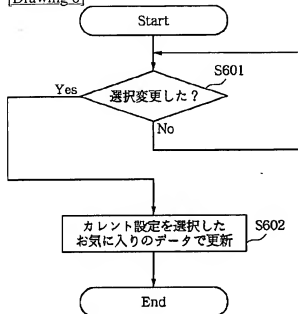 [Drawing 6]
Start
S601
Yes
選択変更した？
No
カレント設定を選択した
お気に入りのデータで更新
S602
End